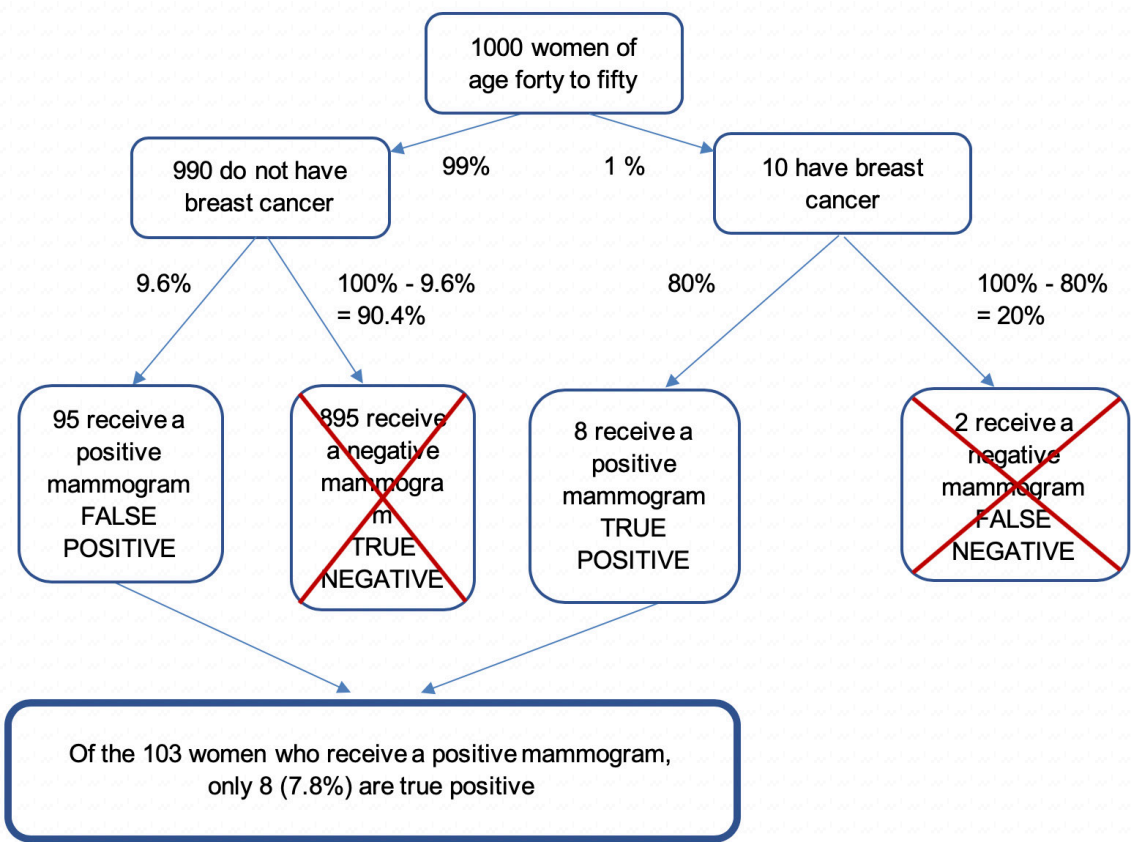 1000 women of
age forty to fifty
990 do not have
breast cancer
99%
1 %
10 have breast
cancer
9.6%
100% - 9.6%
= 90.4%
80%
100% - 80%
= 20%
95 receive a
positive
mammogram
FALSE
POSITIVE
895 receive
a negative
mammogra
m
TRUE
NEGATIVE
8 receive a
positive
mammogram
TRUE
POSITIVE
2 receive a
negative
mammogram
FALSE
NEGATIVE
Of the 103 women who receive a positive mammogram,
only 8 (7.8%) are true positive